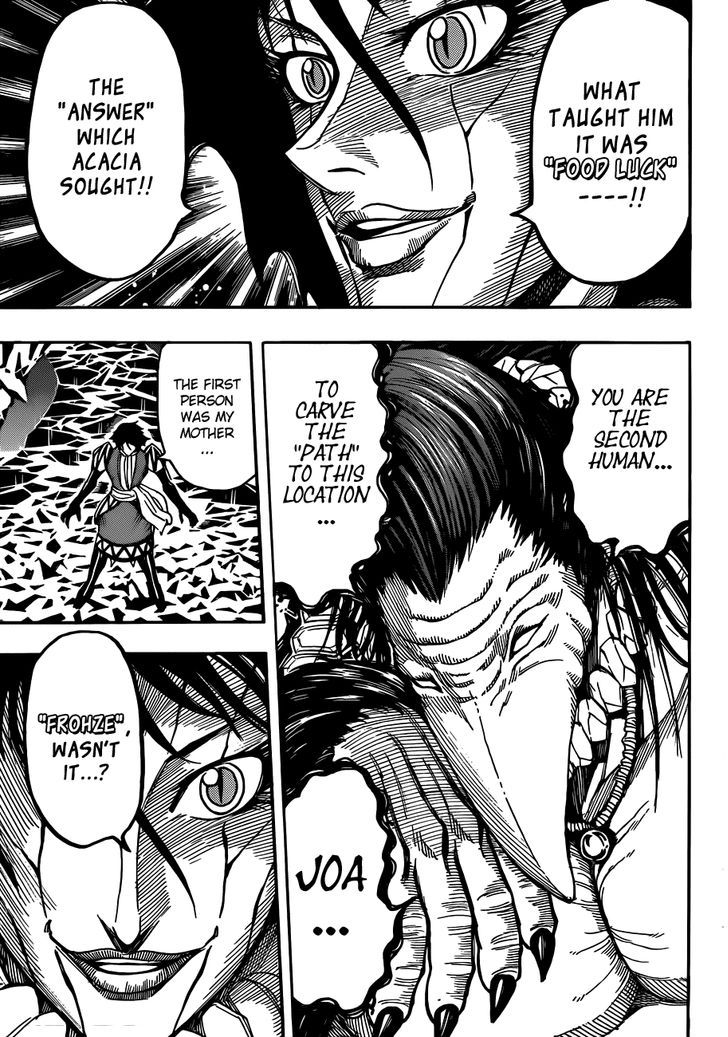 WHAT
TAUGHT HIM
IT WAS
"FOOD LUCK"
----!!
THE
"ANSWER"
WHICH
ACACIA
SOUGHT!!
YOU ARE
THE
SECOND
HUMAN...
TO
CARVE
THE
"PATH"
TO THIS
LOCATION
...
JOA
...
THE FIRST
PERSON
WAS MY
MOTHER
...
"FROHZE",
WASN'T
IT...?